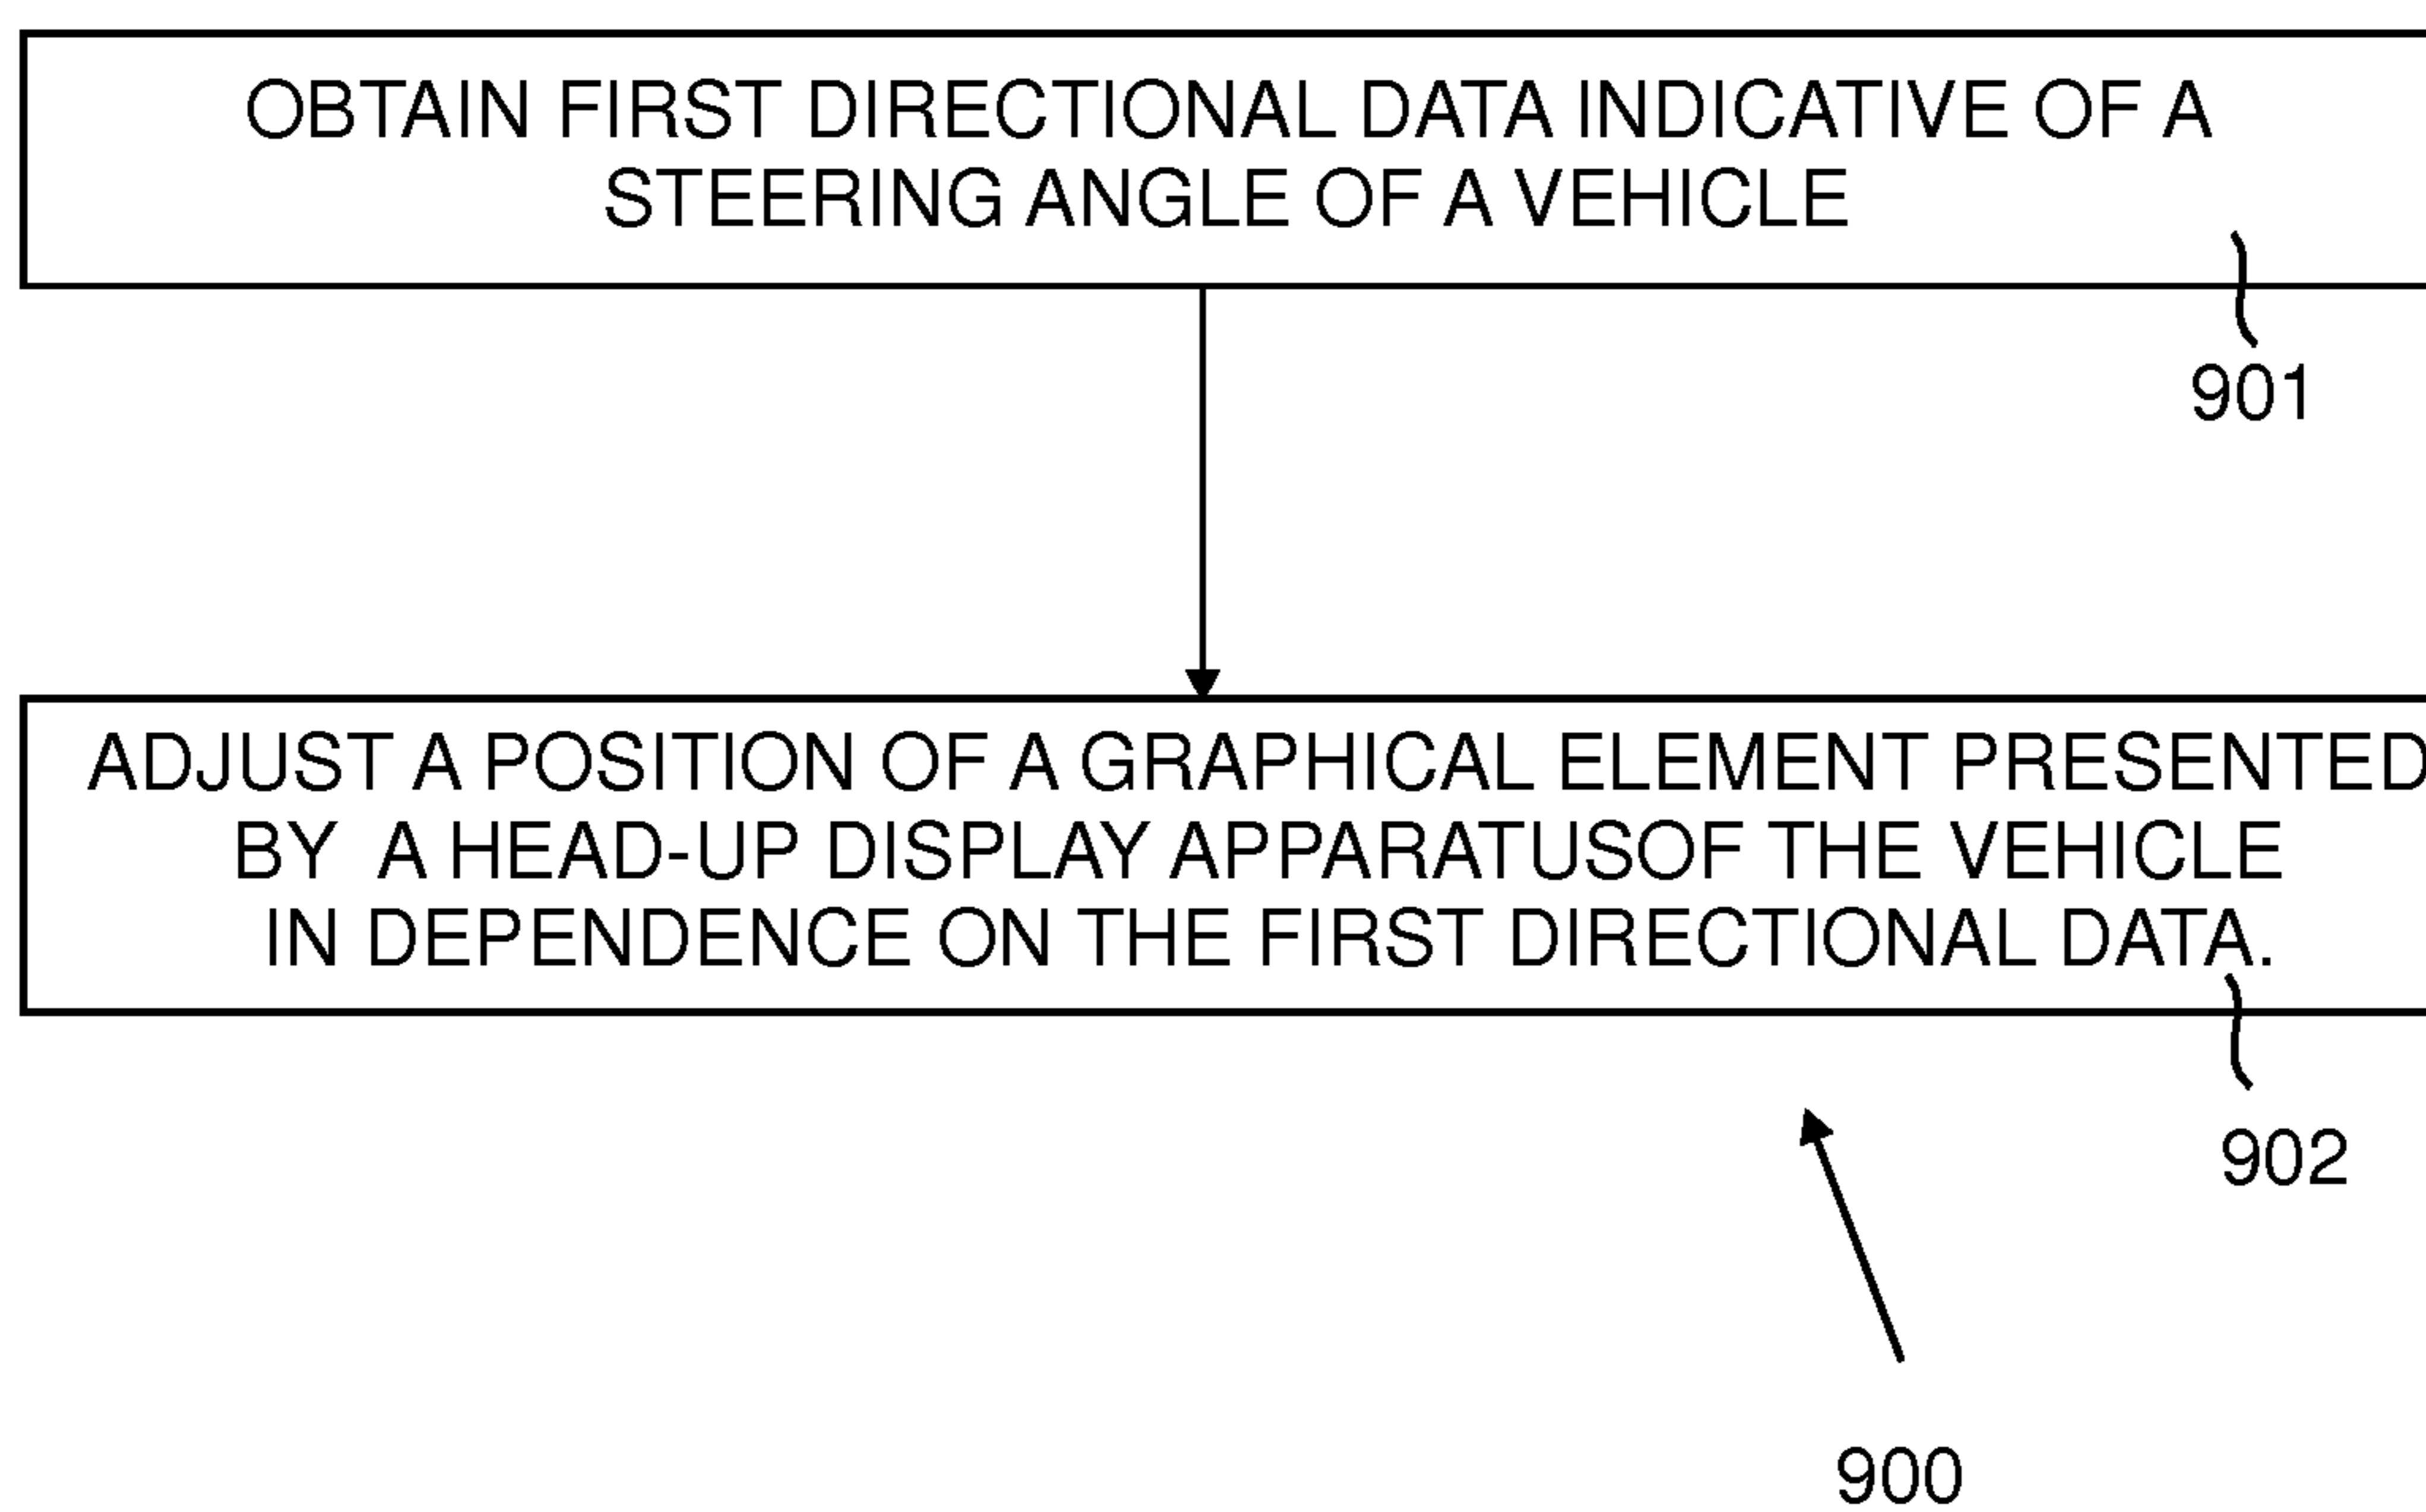 OBTAIN FIRST DIRECTIONAL DATA INDICATIVE OF A
STEERING ANGLE OF A VEHICLE
901
ADJUST A POSITION OF A GRAPHICAL ELEMENT PRESENTED
BY A HEAD-UP DISPLAY APPARATUSOF THE VEHICLE
IN DEPENDENCE ON THE FIRST DIRECTIONAL DATA.
902
900